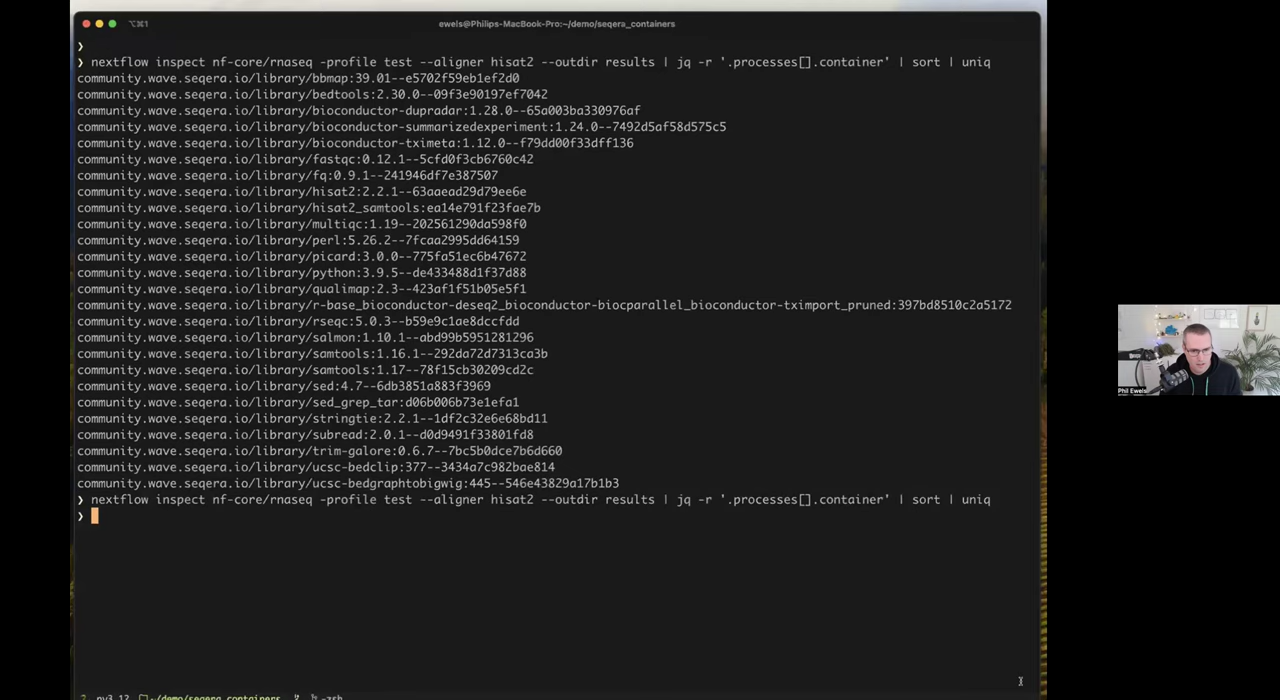 ⌥⌘1
ewels@Philips-MacBook-Pro:~/demo/seqera_containers
❯
❯ nextflow inspect nf-core/rnaseq -profile test --aligner hisat2 --outdir results | jq -r '.processes[].container' | sort | uniq
community.wave.seqera.io/library/bbmap:39.01--e5702f59eb1ef2d0
community.wave.seqera.io/library/bedtools:2.30.0--09f3e90197ef7042
community.wave.seqera.io/library/bioconductor-dupradar:1.28.0--65a003ba330976af
community.wave.seqera.io/library/bioconductor-summarizedexperiment:1.24.0--7492d5af58d575c5
community.wave.seqera.io/library/bioconductor-tximeta:1.12.0--f79dd00f33dff136
community.wave.seqera.io/library/fastqc:0.12.1--5cfd0f3cb6760c42
community.wave.seqera.io/library/fq:0.9.1--241946df7e387507
community.wave.seqera.io/library/hisat2:2.2.1--63aaead29d79ee6e
community.wave.seqera.io/library/hisat2_samtools:ea14e791f23fae7b
community.wave.seqera.io/library/multiqc:1.19--202561290da598f0
community.wave.seqera.io/library/perl:5.26.2--7fcaa2995dd64159
community.wave.seqera.io/library/picard:3.0.0--775fa51ec6b47672
community.wave.seqera.io/library/python:3.9.5--de433488d1f37d88
community.wave.seqera.io/library/qualimap:2.3--423af1f51b05e5f1
community.wave.seqera.io/library/r-base_bioconductor-deseq2_bioconductor-biocparallel_bioconductor-tximport_pruned:397bd8510c2a5172
community.wave.seqera.io/library/rseqc:5.0.3--b59e9c1ae8dccfdd
community.wave.seqera.io/library/salmon:1.10.1--abd99b5951281296
community.wave.seqera.io/library/samtools:1.16.1--292da72d7313ca3b
community.wave.seqera.io/library/samtools:1.17--78f15cb30209cd2c
community.wave.seqera.io/library/sed:4.7--6db3851a883f3969
community.wave.seqera.io/library/sed_grep_tar:d06b006b73e1efa1
community.wave.seqera.io/library/stringtie:2.2.1--1df2c32e6e68bd11
community.wave.seqera.io/library/subread:2.0.1--d0d9491f33801fd8
community.wave.seqera.io/library/trim-galore:0.6.7--7bc5b0dce7b6d660
community.wave.seqera.io/library/ucsc-bedclip:377--3434a7c982bae814
community.wave.seqera.io/library/ucsc-bedgraphtobigwig:445--546e43829a17b1b3
❯ nextflow inspect nf-core/rnaseq -profile test --aligner hisat2 --outdir results | jq -r '.processes[].container' | sort | uniq
❯
py3.12 ~/demo/seqera_containers -zsh
Phil Ewels